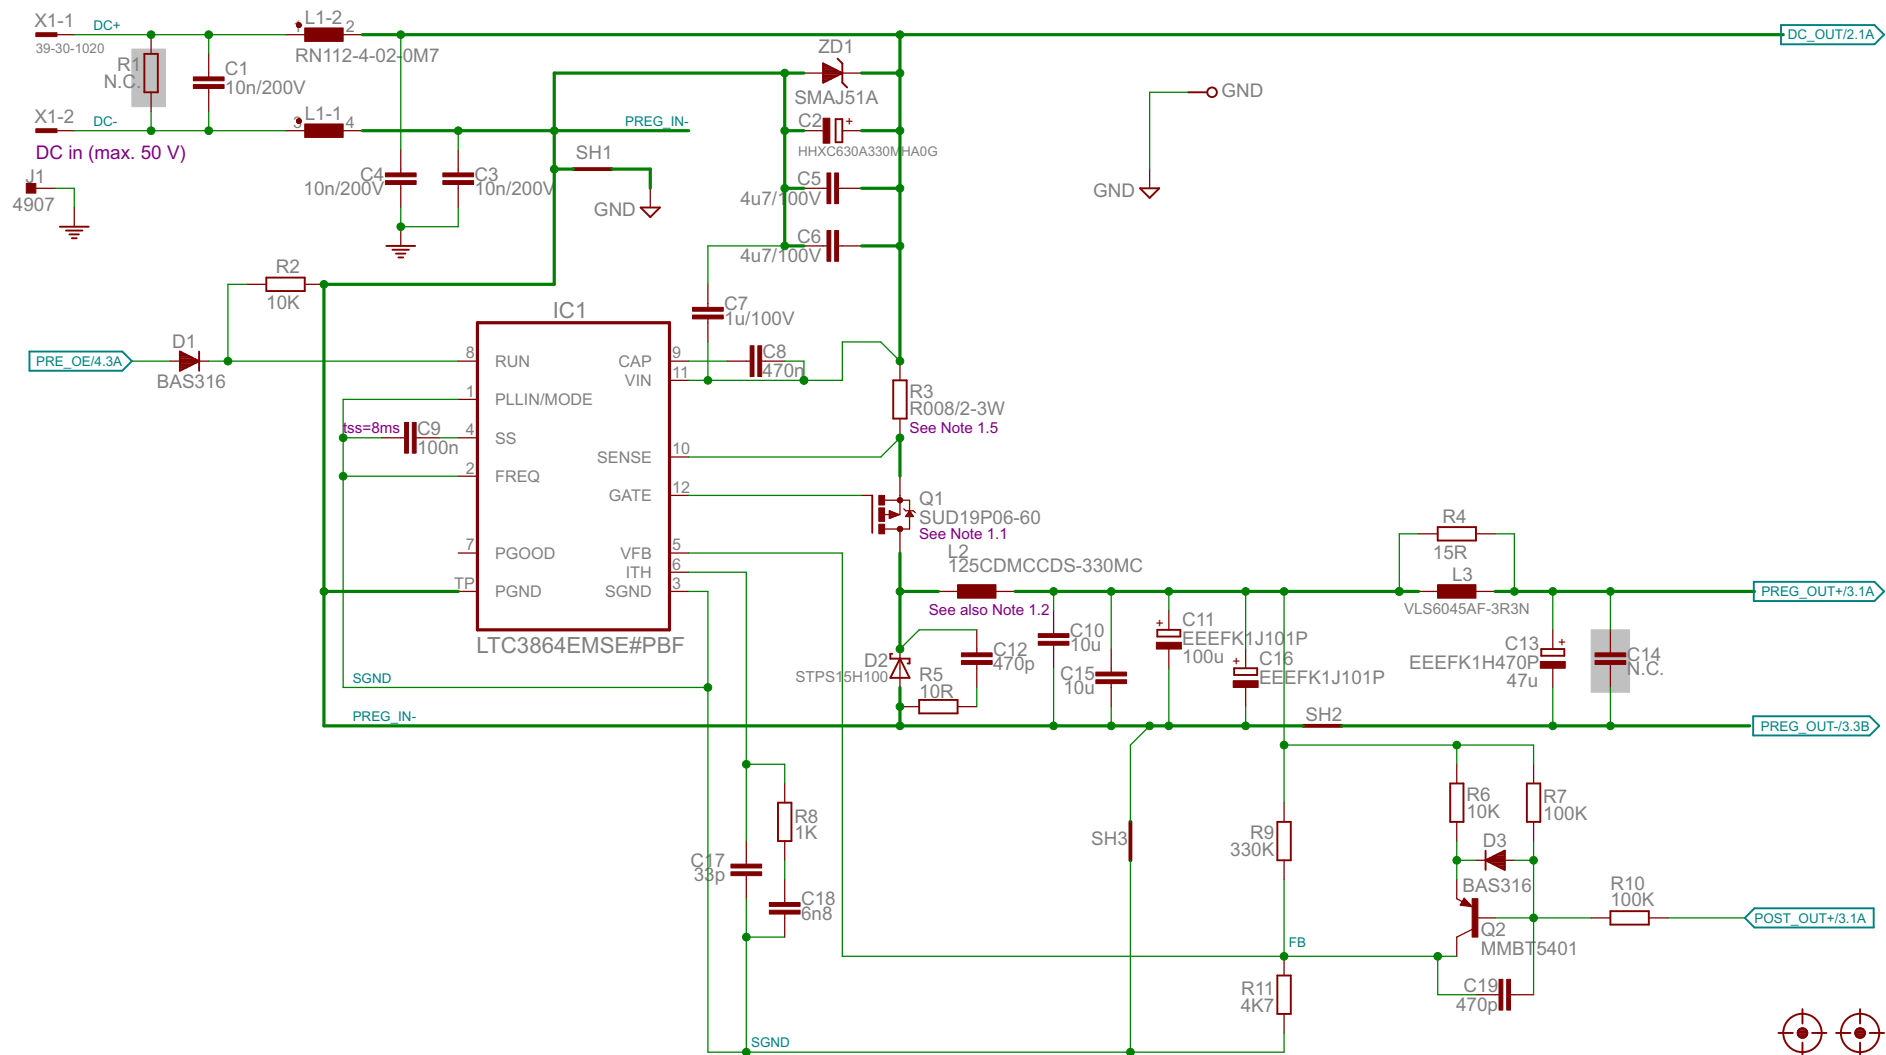 X1-1
DC+
39-30-1020
L1-2
1
2
RN112-4-02-0M7
ZD1
SMAJ51A
DC_OUT/2.1A
R1
N.C.
C1
10n/200V
X1-2
DC-
L1-1
3
4
PREG_IN-
C2
+
HHXC630A330MHA0G
GND
DC in (max. 50 V)
J1
4907
C4
10n/200V
C3
10n/200V
SH1
GND
C5
4u7/100V
GND
C6
4u7/100V
R2
10K
IC1
C7
1u/100V
PRE_OE/4.3A
D1
BAS316
8
RUN
CAP
9
C8
470n
VIN
11
1
PLLIN/MODE
R3
R008/2-3W
See Note 1.5
tss=8ms
C9
100n
4
SS
SENSE
10
2
FREQ
GATE
12
Q1
SUD19P06-60
See Note 1.1
7
PGOOD
VFB
5
ITH
6
TP
PGND
SGND
3
LTC3864EMSE#PBF
L2
125CDMCCDS-330MC
See also Note 1.2
R4
15R
L3
VLS6045AF-3R3N
PREG_OUT+/3.1A
D2
STPS15H100
R5
10R
C12
470p
C10
10u
C15
10u
+
C11
EEEFK1J101P
100u
+
C16
EEEFK1J101P
C13
+
EEEFK1H470P
47u
C14
N.C.
SGND
PREG_IN-
SH2
PREG_OUT-/3.3B
R8
1K
C17
33p
C18
6n8
SH3
R9
330K
R6
10K
R7
100K
D3
BAS316
R10
100K
POST_OUT+/3.1A
Q2
MMBT5401
FB
R11
4K7
C19
470p
SGND